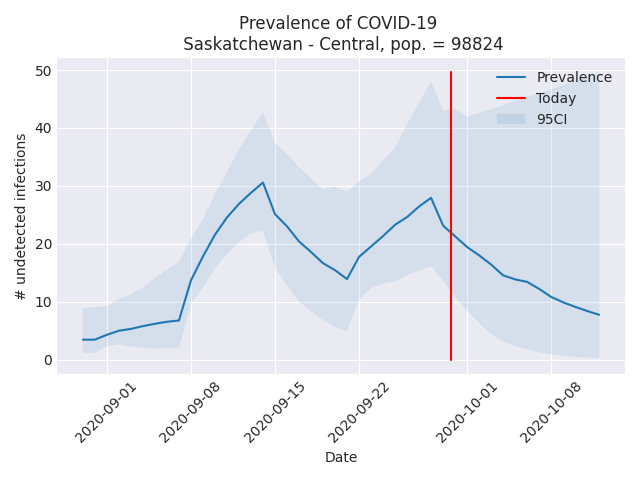 Prevalence of COVID-19
Saskatchewan - Central, pop. = 98824
# undetected infections
50
40
30
20
10
0
Prevalence
Today
95CI
2020-09-01
2020-09-08
2020-09-15
2020-09-22
2020-10-01
2020-10-08
Date